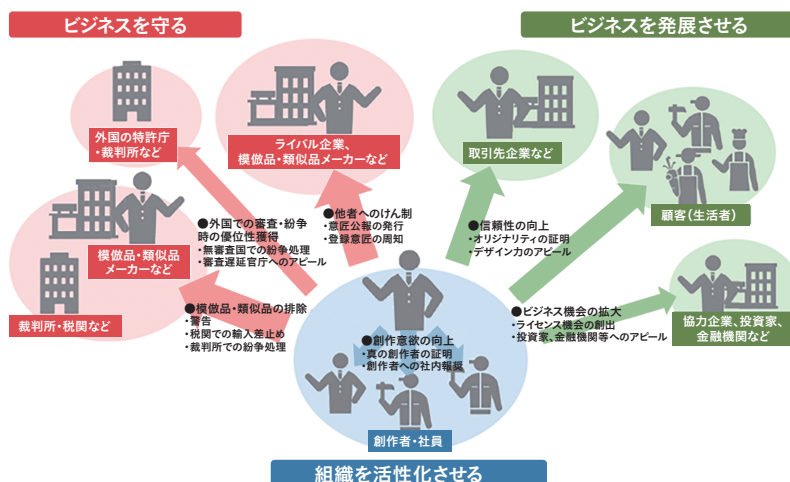 ビジネスを守る
ビジネスを発展させる
外国の特許庁
・裁判所など
ライバル企業、
模倣品・類似品メーカーなど
取引先企業など
顧客（生活者）
模倣品・類似品
メーカーなど
裁判所・税関など
協力企業、投資家、
金融機関など
●外国での審査・紛争
時の優位性獲得
・無審査国での紛争処理
・審査遅延官庁へのアピール
●他者へのけん制
・意匠公報の発行
・登録意匠の周知
●信頼性の向上
・オリジナリティの証明
・デザイン力のアピール
●模倣品・類似品の排除
・警告
・税関での輸入差止め
・裁判所での紛争処理
●ビジネス機会の拡大
・ライセンス機会の創出
・投資家、金融機関等へのアピール
●創作意欲の向上
・真の創作者の証明
・創作者への社内報奨
創作者・社員
組織を活性化させる